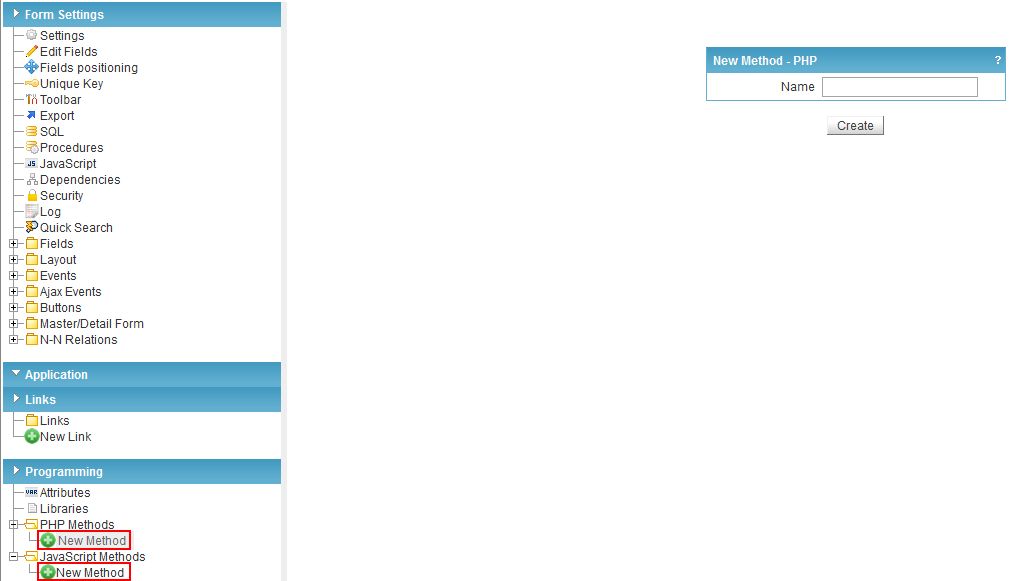 Form Settings
Settings
Edit Fields
Fields positioning
Unique Key
Toolbar
Export
SQL
Procedures
JS JavaScript
Dependencies
Security
Log
Quick Search
Fields
Layout
Events
Ajax Events
Buttons
Master/Detail Form
N-N Relations
Application
Links
Links
New Link
Programming
VAR Attributes
Libraries
PHP Methods
New Method
JavaScript Methods
New Method
New Method - PHP ?
Name
Create